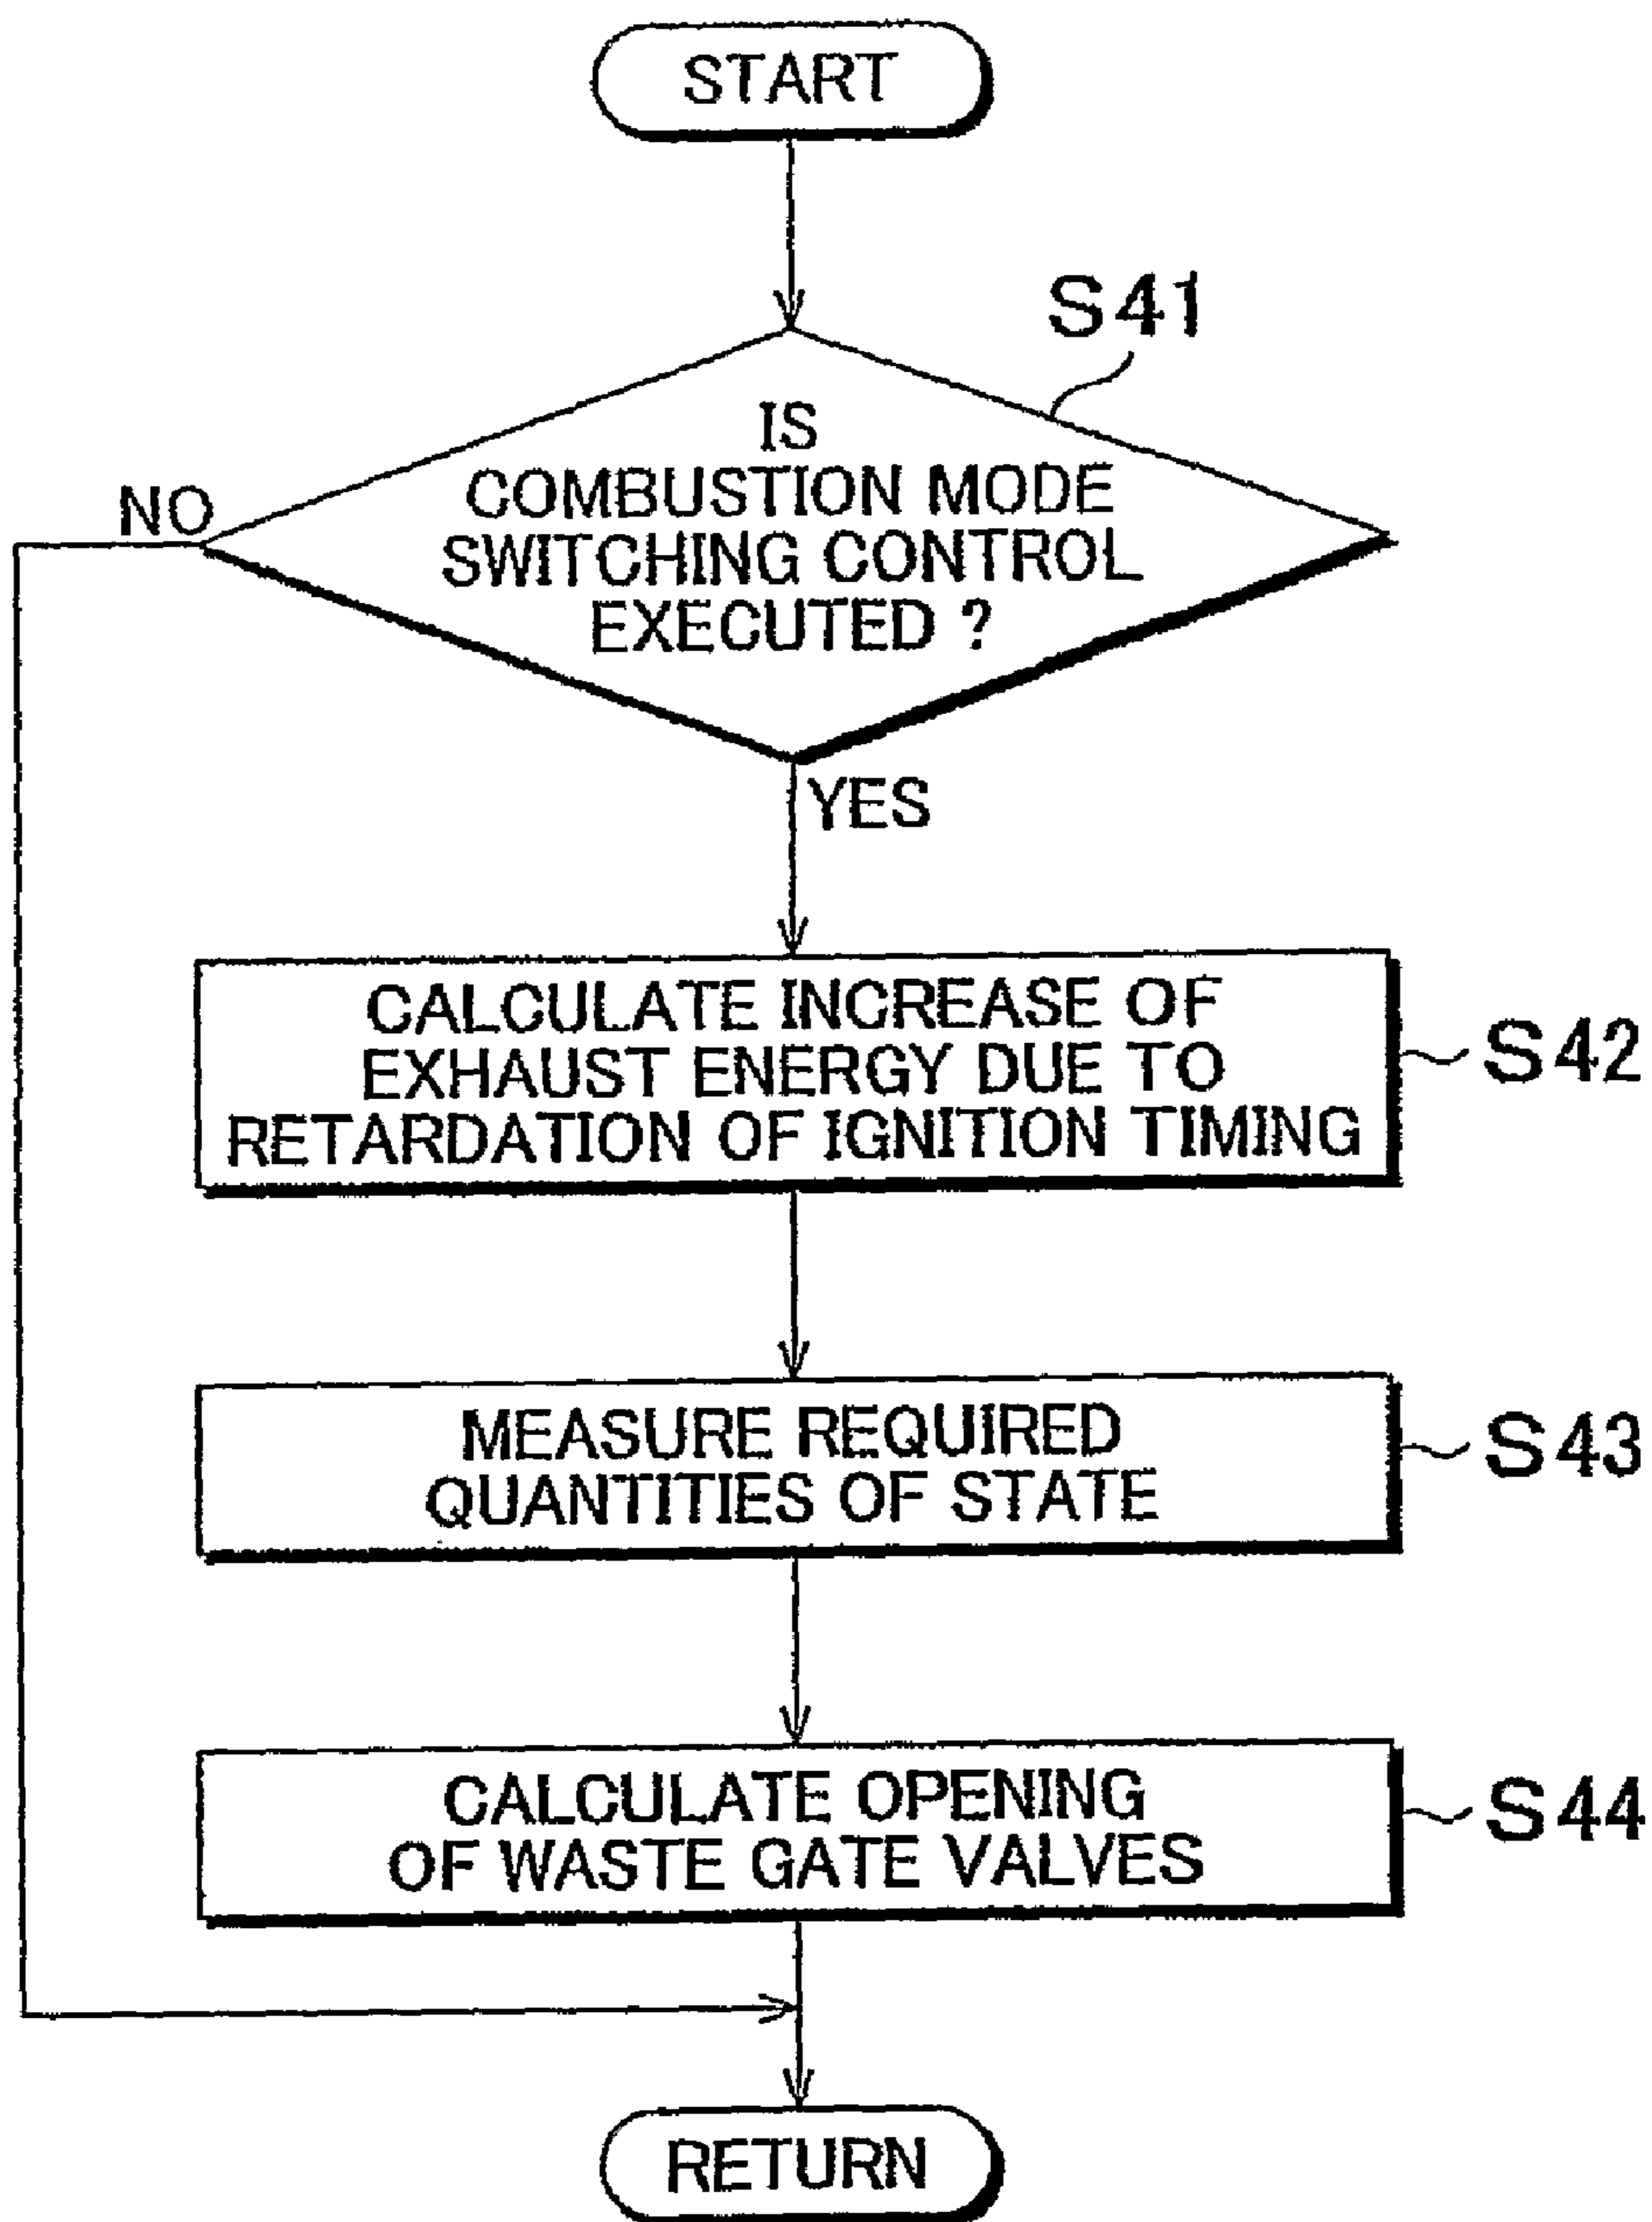 START
S41
IS
COMBUSTION MODE
SWITCHING CONTROL
EXECUTED ?
NO
YES
CALCULATE INCREASE OF
EXHAUST ENERGY DUE TO
RETARDATION OF IGNITION TIMING
S42
MEASURE REQUIRED
QUANTITIES OF STATE
S43
CALCULATE OPENING
OF WASTE GATE VALVES
S44
RETURN